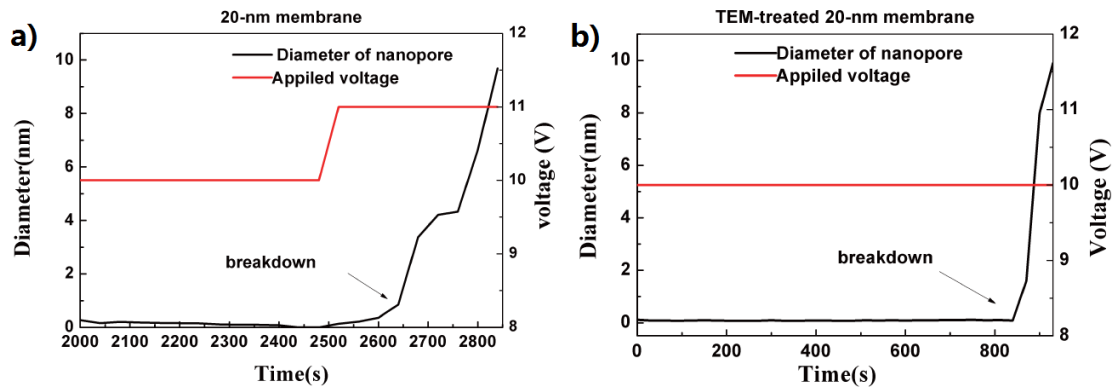 a)
20-nm membrane
Diameter of nanopore
Appiled voltage
breakdown
Diameter(nm)
0
2
4
6
8
10
voltage (V)
8
9
10
11
12
2000 2100 2200 2300 2400 2500 2600 2700 2800
Time(s)
b)
TEM-treated 20-nm membrane
Diameter of nanopore
Appiled voltage
breakdown
Diameter(nm)
0
2
4
6
8
10
Voltage (V)
8
9
10
11
12
0 200 400 600 800
Time(s)